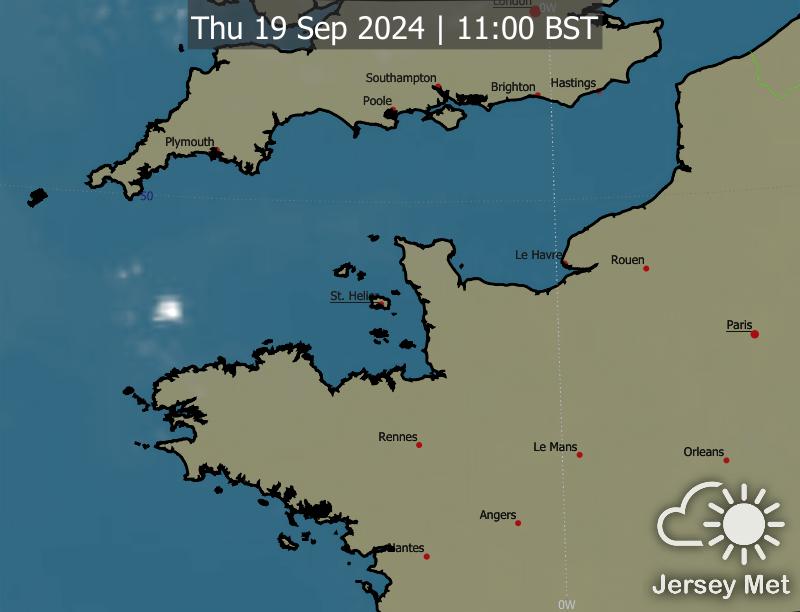 London
0W
Thu 19 Sep 2024 | 11:00 BST
Southampton
Brighton
Hastings
Poole
Plymouth
50
Le Havre
Rouen
St. Helier
Paris
Rennes
Le Mans
Orleans
Angers
Nantes
Jersey Met
0W